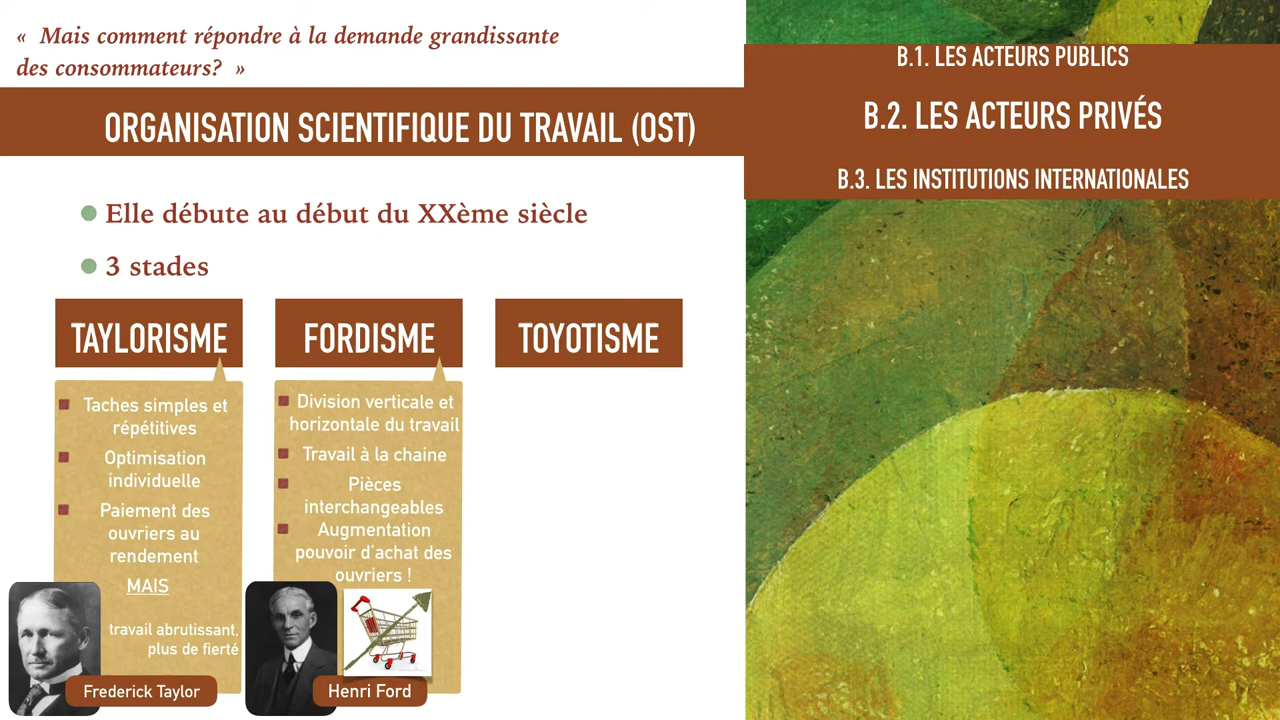 «  Mais comment répondre à la demande grandissante
des consommateurs?  »
ORGANISATION SCIENTIFIQUE DU TRAVAIL (OST)
Elle débute au début du XXème siècle
3 stades
TAYLORISME
Taches simples et
répétitives
Optimisation
individuelle
Paiement des
ouvriers au
rendement
MAIS
travail abrutissant,
plus de fierté
Frederick Taylor
FORDISME
Division verticale et
horizontale du travail
Travail à la chaine
Pièces
interchangeables
Augmentation
pouvoir d'achat des
ouvriers !
Henri Ford
TOYOTISME
B.1. LES ACTEURS PUBLICS
B.2. LES ACTEURS PRIVÉS
B.3. LES INSTITUTIONS INTERNATIONALES